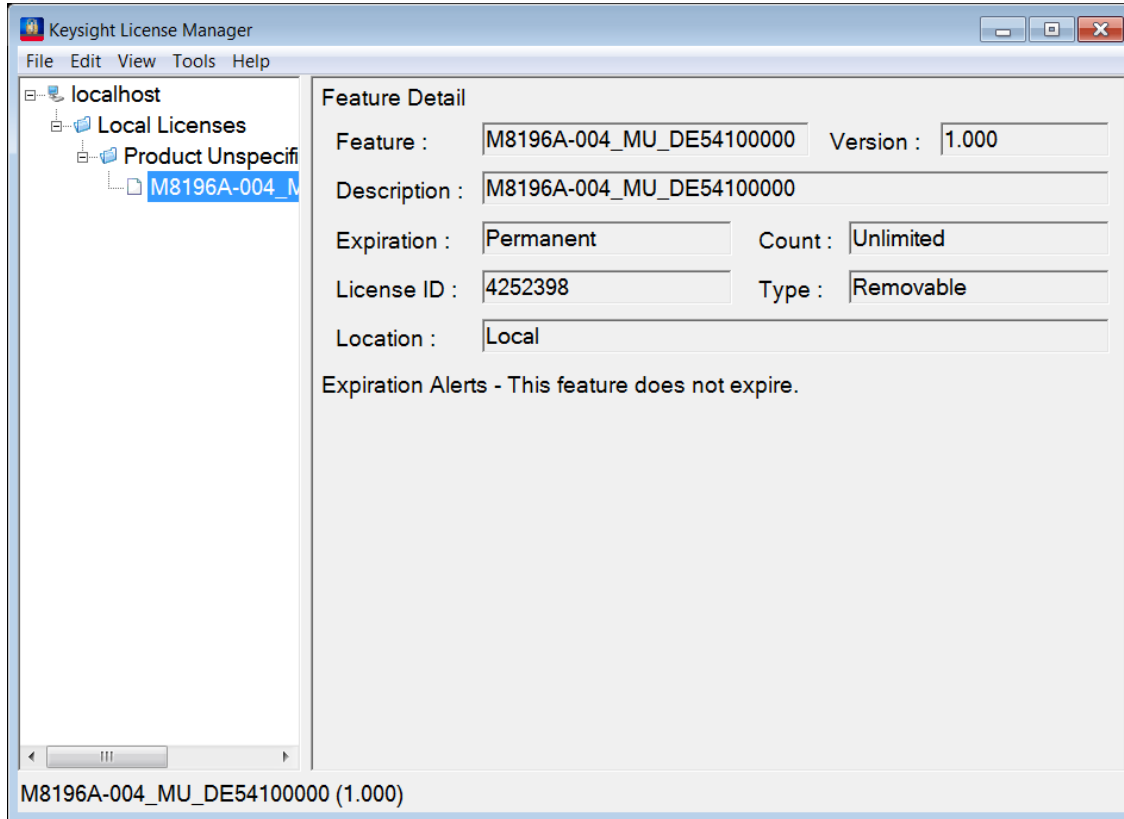 Keysight License Manager
File Edit View Tools Help
localhost
Local Licenses
Product Unspecifi
M8196A-004_M
Feature Detail
Feature : M8196A-004_MU_DE54100000 Version : 1.000
Description : M8196A-004_MU_DE54100000
Expiration : Permanent Count : Unlimited
License ID : 4252398 Type : Removable
Location : Local
Expiration Alerts - This feature does not expire.
M8196A-004_MU_DE54100000 (1.000)